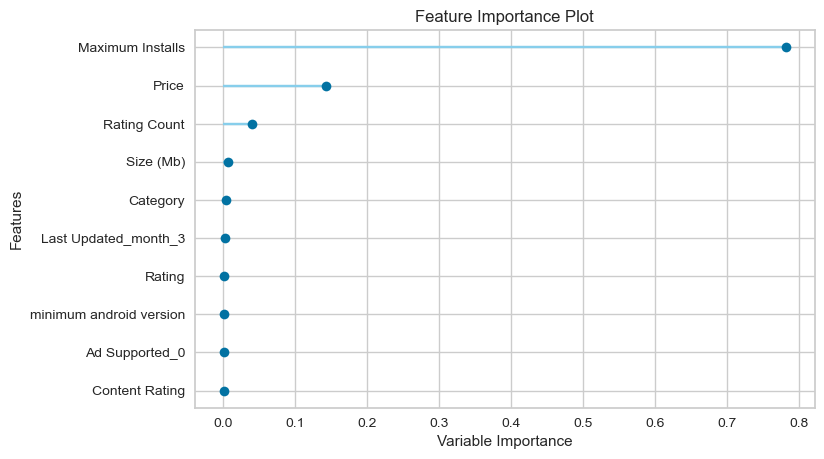 Feature Importance Plot
Maximum Installs
Price
Rating Count
Size (Mb)
Category
Last Updated_month_3
Rating
minimum android version
Ad Supported_0
Content Rating
Features
0.0 0.1 0.2 0.3 0.4 0.5 0.6 0.7 0.8
Variable Importance